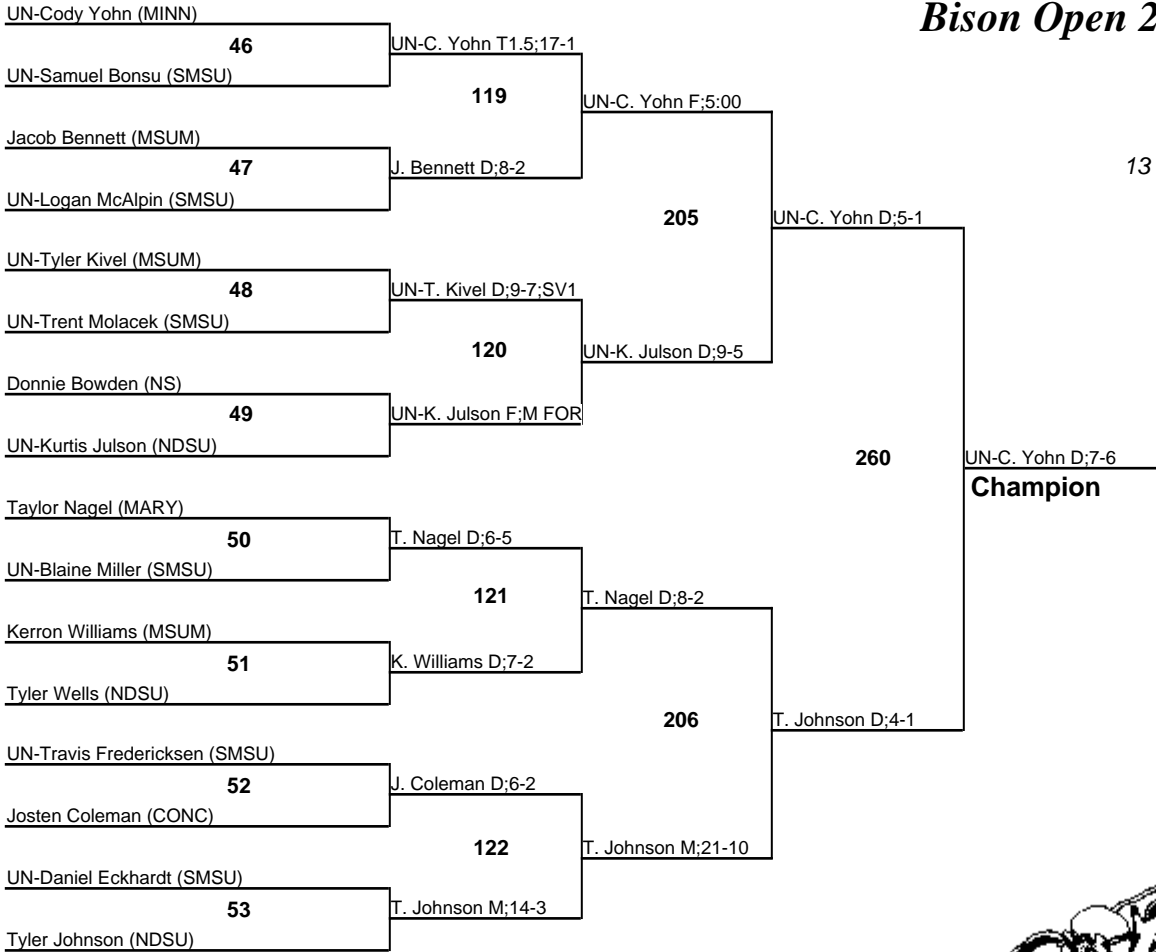 UN-Cody Yohn (MINN)
Bison Open 2
46
UN-C. Yohn T1.5;17-1
UN-Samuel Bonsu (SMSU)
119
UN-C. Yohn F;5:00
Jacob Bennett (MSUM)
47
J. Bennett D;8-2
13
UN-Logan McAlpin (SMSU)
205
UN-C. Yohn D;5-1
UN-Tyler Kivel (MSUM)
48
UN-T. Kivel D;9-7;SV1
UN-Trent Molacek (SMSU)
120
UN-K. Julson D;9-5
Donnie Bowden (NS)
49
UN-K. Julson F;M FOR
UN-Kurtis Julson (NDSU)
260
UN-C. Yohn D;7-6
Champion
Taylor Nagel (MARY)
50
T. Nagel D;6-5
UN-Blaine Miller (SMSU)
121
T. Nagel D;8-2
Kerron Williams (MSUM)
51
K. Williams D;7-2
Tyler Wells (NDSU)
206
T. Johnson D;4-1
UN-Travis Fredericksen (SMSU)
52
J. Coleman D;6-2
Josten Coleman (CONC)
122
T. Johnson M;21-10
UN-Daniel Eckhardt (SMSU)
53
T. Johnson M;14-3
Tyler Johnson (NDSU)